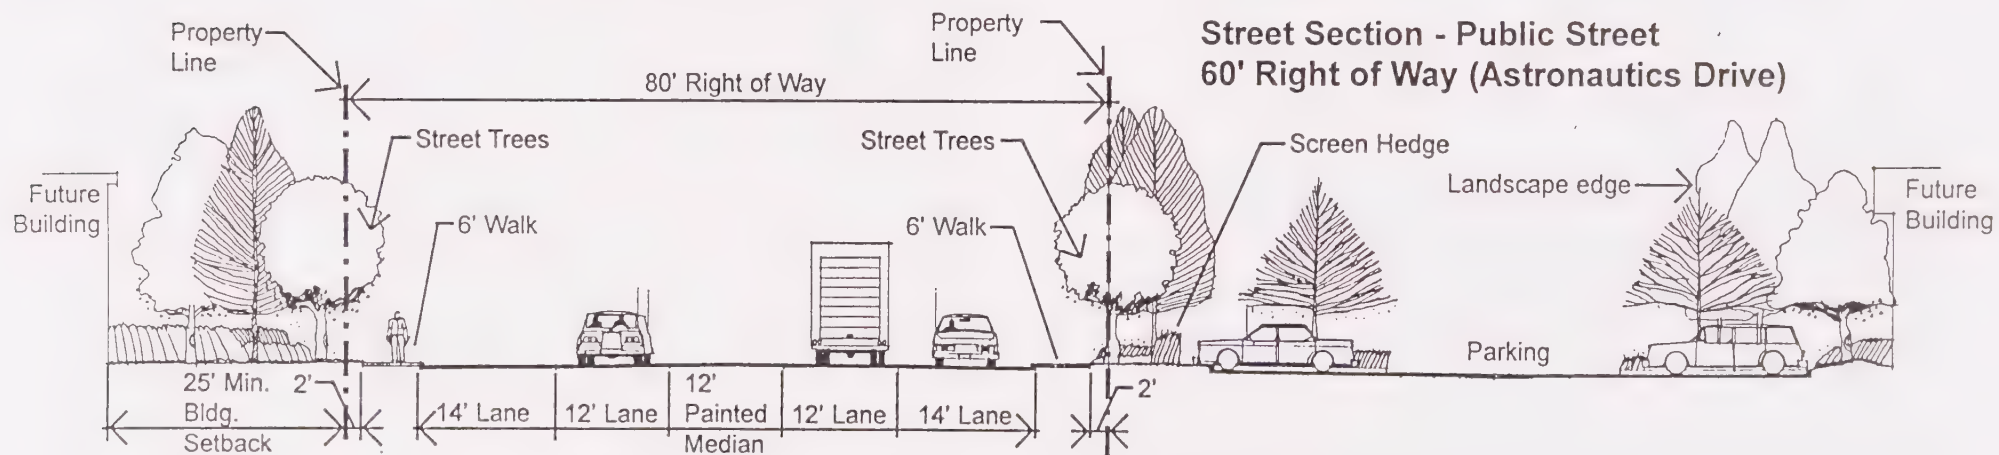 Street Section - Public Street
60' Right of Way (Astronautics Drive)
Property
Line
Property
Line
80' Right of Way
Street Trees
Street Trees
Screen Hedge
Landscape edge
Future
Building
Future
Building
6' Walk
6' Walk
Parking
25' Min.
Bldg.
Setback
2'
14' Lane
12' Lane
12'
Painted
Median
12' Lane
14' Lane
2'